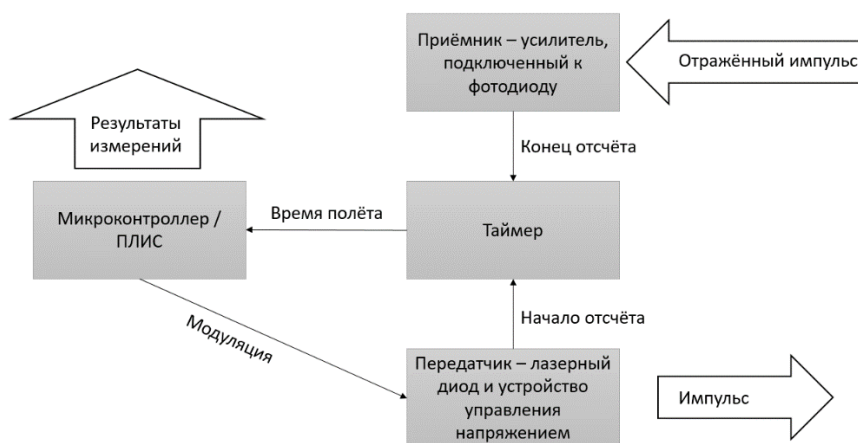 Приёмник – усилитель,
подключенный к
фотодиоду
Отражённый импульс
Результаты
измерений
Конец отсчёта
Микроконтроллер /
ПЛИС
Время полёта
Таймер
Модуляция
Начало отсчёта
Передатчик – лазерный
диод и устройство
управления
напряжением
Импульс